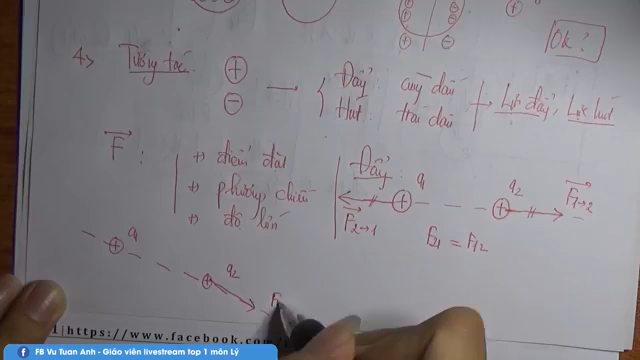 Ok?
4> Tương tác: ⊕ ⊖ → { Đẩy: cùng dấu
Hút: trái dấu → Lực đẩy, Lực hút
F: + điểm đặt
+ phương, chiều
+ độ lớn
Đẩy:
q1 q2
F2→1 F1→2
F21 = F12
q1
q2
F
1|https://www.facebook.com/
FB Vu Tuan Anh - Giáo viên livestream top 1 môn Lý